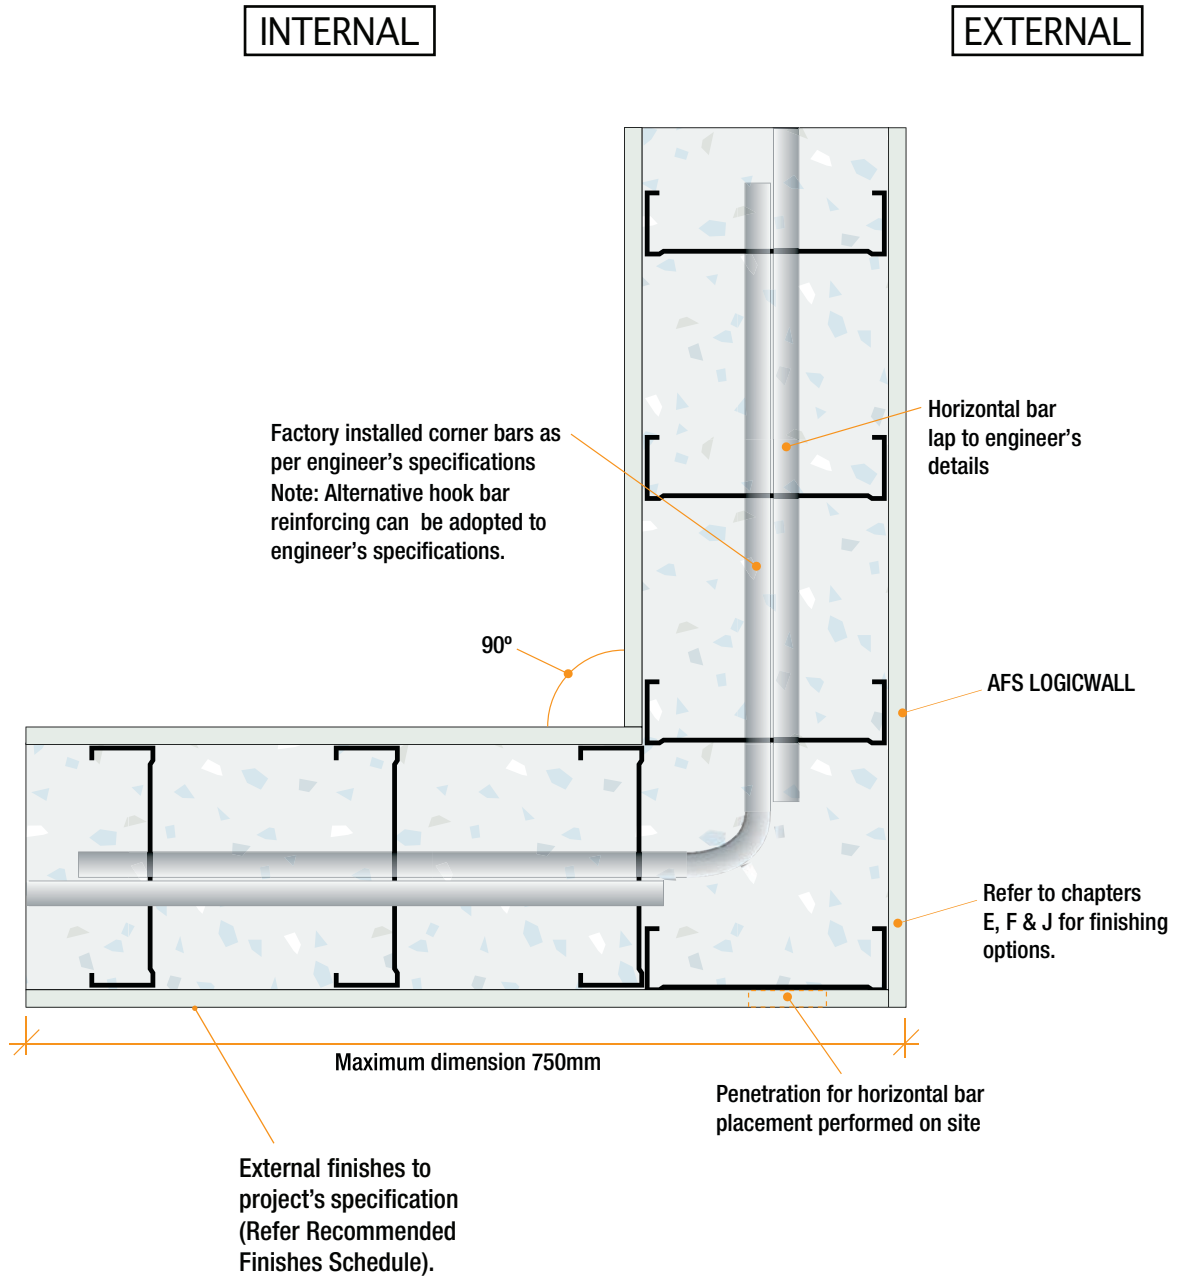 INTERNAL
EXTERNAL
Horizontal bar
lap to engineer’s
details
Factory installed corner bars as
per engineer’s specifications
Note: Alternative hook bar
reinforcing can be adopted to
engineer’s specifications.
90º
AFS LOGICWALL
Refer to chapters
E, F & J for finishing
options.
Maximum dimension 750mm
Penetration for horizontal bar
placement performed on site
External finishes to
project’s specification
(Refer Recommended
Finishes Schedule).